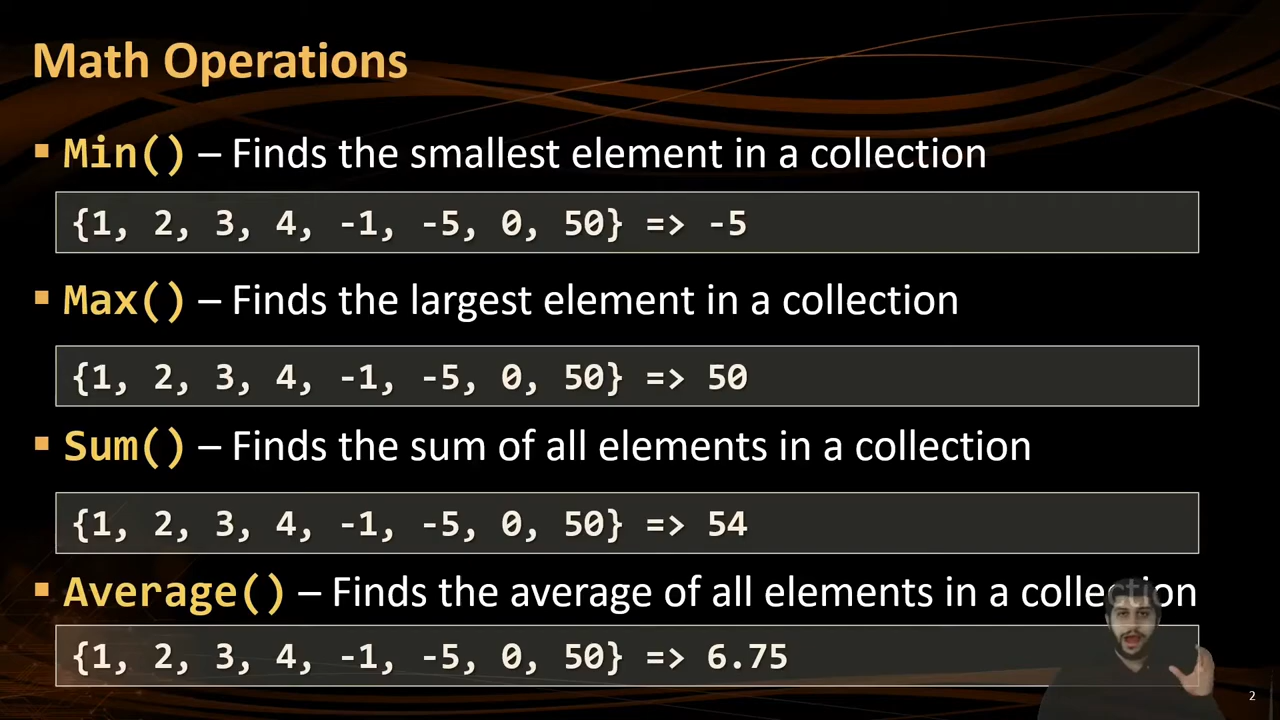 Math Operations
▪ Min() – Finds the smallest element in a collection
{1, 2, 3, 4, -1, -5, 0, 50} => -5
▪ Max() – Finds the largest element in a collection
{1, 2, 3, 4, -1, -5, 0, 50} => 50
▪ Sum() – Finds the sum of all elements in a collection
{1, 2, 3, 4, -1, -5, 0, 50} => 54
▪ Average() – Finds the average of all elements in a collection
{1, 2, 3, 4, -1, -5, 0, 50} => 6.75
2